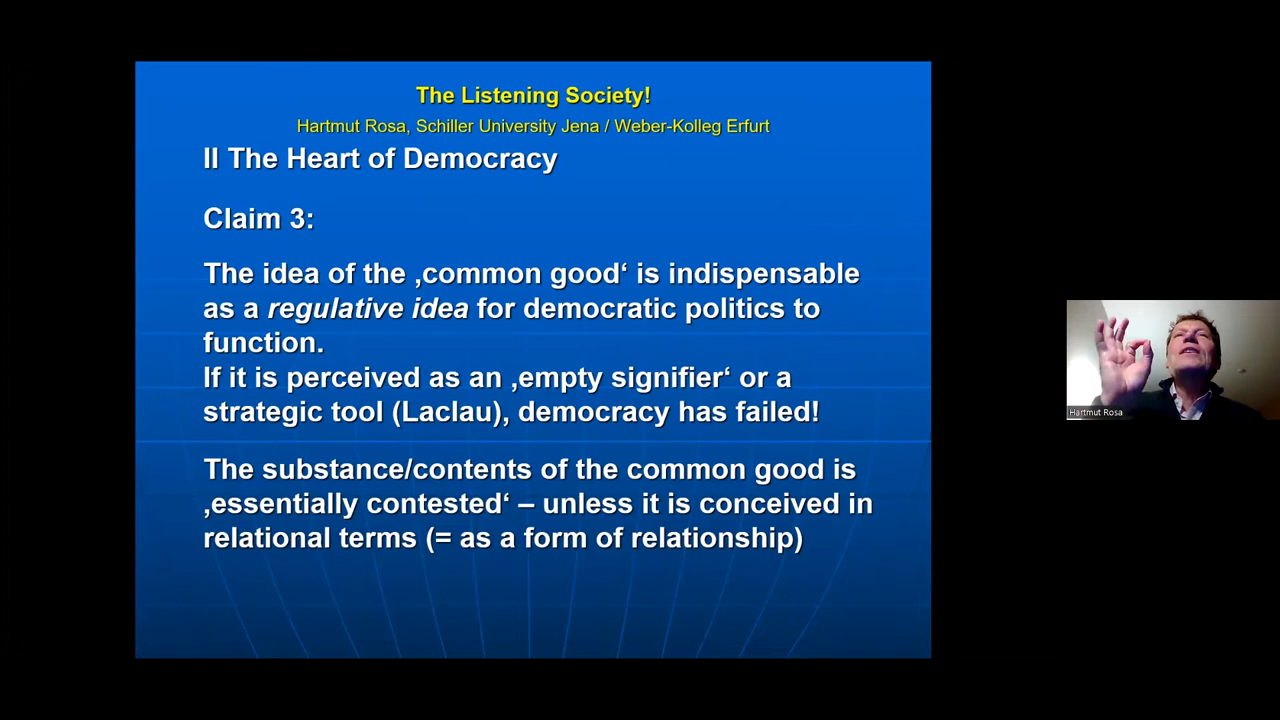 The Listening Society!
Hartmut Rosa, Schiller University Jena / Weber-Kolleg Erfurt
II The Heart of Democracy
Claim 3:
The idea of the ‚common good‘ is indispensable
as a regulative idea for democratic politics to
function.
If it is perceived as an ‚empty signifier‘ or a
strategic tool (Laclau), democracy has failed!
The substance/contents of the common good is
‚essentially contested‘ – unless it is conceived in
relational terms (= as a form of relationship)
Hartmut Rosa